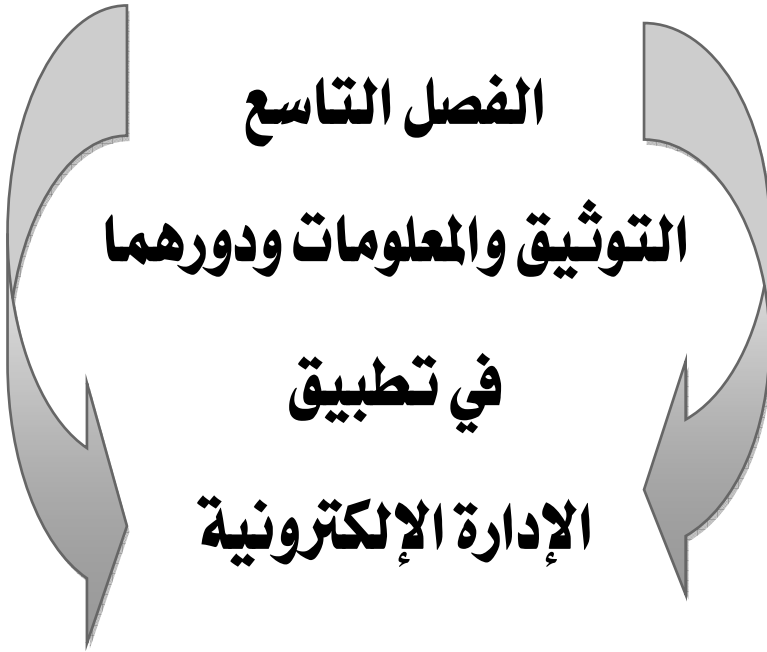 الفصل التاسع
التوثيق والمعلومات ودورهما
في تطبيق
الإدارة الإلكترونية